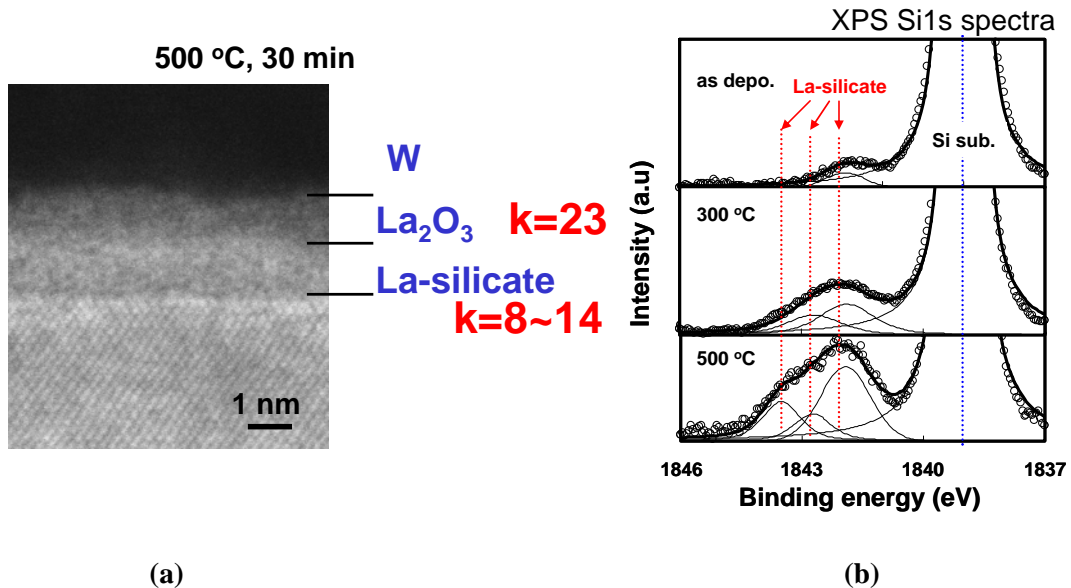 500 °C, 30 min
W
La₂O₃ k=23
La-silicate
k=8~14
1 nm
(a)
XPS Si1s spectra
as depo.
La-silicate
Si sub.
300 °C
500 °C
Intensity (a.u)
1846 1843 1840 1837
Binding energy (eV)
(b)